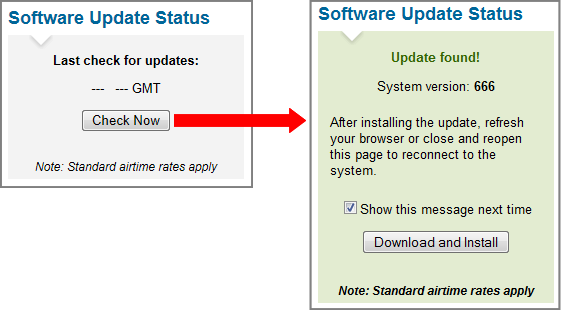 Software Update Status
Last check for updates:
---   --- GMT
Check Now
Note: Standard airtime rates apply
Software Update Status
Update found!
System version: 666
After installing the update, refresh
your browser or close and reopen
this page to reconnect to the
system.
Show this message next time
Download and Install
Note: Standard airtime rates apply